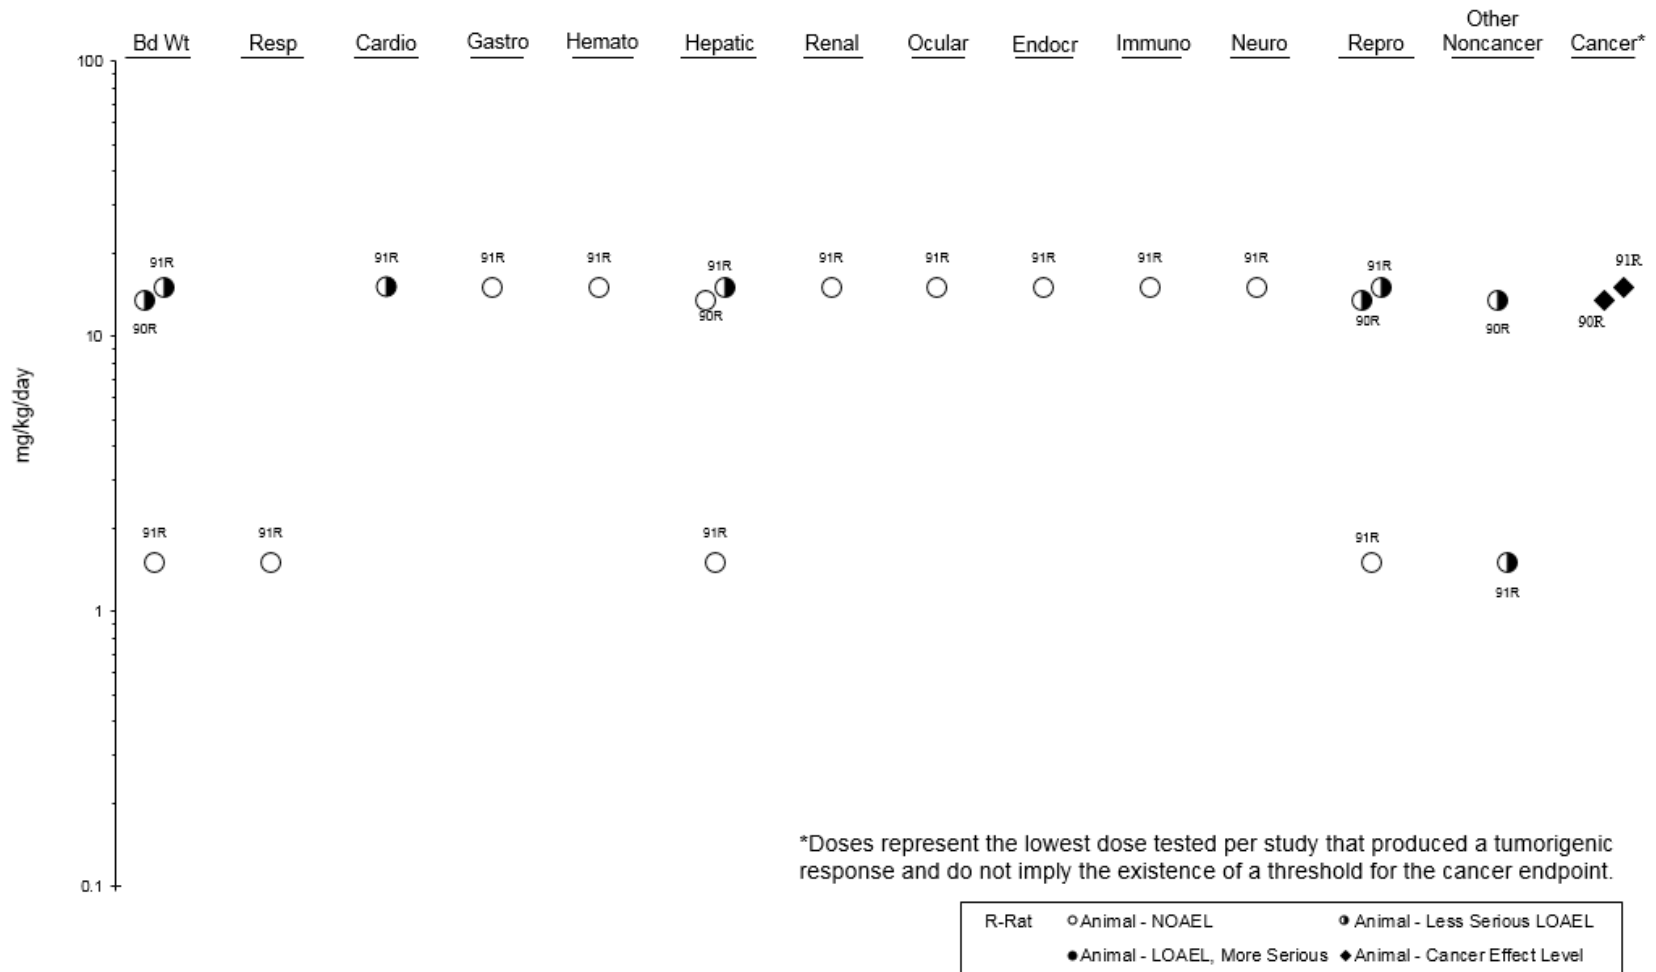 Bd Wt Resp Cardio Gastro Hemato Hepatic Renal Ocular Endocr Immuno Neuro Repro Other Noncancer Cancer*
100
91R 91R 91R 91R 91R 91R 91R 91R 91R 91R 91R 91R
90R 90R 90R 90R 90R
10
mg/kg/day
91R 91R 91R 91R
91R
1
0.1
*Doses represent the lowest dose tested per study that produced a tumorigenic
response and do not imply the existence of a threshold for the cancer endpoint.
R-Rat Animal - NOAEL Animal - Less Serious LOAEL
Animal - LOAEL, More Serious Animal - Cancer Effect Level